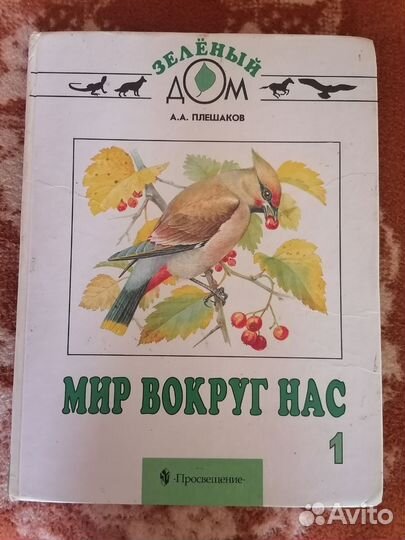 ЗЕЛЁНЫЙ
ДОМ
А.А. ПЛЕШАКОВ
МИР ВОКРУГ НАС
1
·Просвещение·
Avito